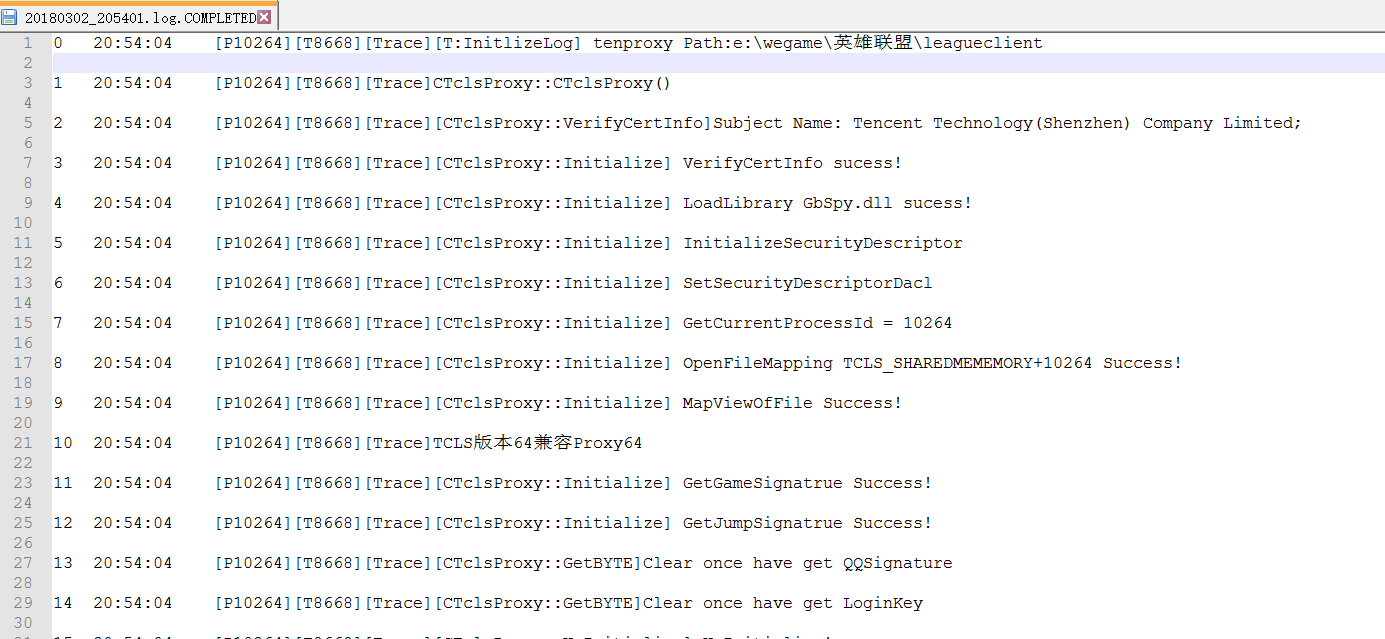 20180302_205401.log.COMPLETED
1 0 20:54:04 [P10264][T8668][Trace][T:InitlizeLog] tenproxy Path:e:\wegame\英雄联盟\leagueclient
2
3 1 20:54:04 [P10264][T8668][Trace]CTclsProxy::CTclsProxy()
4
5 2 20:54:04 [P10264][T8668][Trace][CTclsProxy::VerifyCertInfo]Subject Name: Tencent Technology(Shenzhen) Company Limited;
6
7 3 20:54:04 [P10264][T8668][Trace][CTclsProxy::Initialize] VerifyCertInfo sucess!
8
9 4 20:54:04 [P10264][T8668][Trace][CTclsProxy::Initialize] LoadLibrary GbSpy.dll sucess!
10
11 5 20:54:04 [P10264][T8668][Trace][CTclsProxy::Initialize] InitializeSecurityDescriptor
12
13 6 20:54:04 [P10264][T8668][Trace][CTclsProxy::Initialize] SetSecurityDescriptorDacl
14
15 7 20:54:04 [P10264][T8668][Trace][CTclsProxy::Initialize] GetCurrentProcessId = 10264
16
17 8 20:54:04 [P10264][T8668][Trace][CTclsProxy::Initialize] OpenFileMapping TCLS_SHAREDMEMEMORY+10264 Success!
18
19 9 20:54:04 [P10264][T8668][Trace][CTclsProxy::Initialize] MapViewOfFile Success!
20
21 10 20:54:04 [P10264][T8668][Trace]TCLS版本64兼容Proxy64
22
23 11 20:54:04 [P10264][T8668][Trace][CTclsProxy::Initialize] GetGameSignatrue Success!
24
25 12 20:54:04 [P10264][T8668][Trace][CTclsProxy::Initialize] GetJumpSignatrue Success!
26
27 13 20:54:04 [P10264][T8668][Trace][CTclsProxy::GetBYTE]Clear once have get QQSignature
28
29 14 20:54:04 [P10264][T8668][Trace][CTclsProxy::GetBYTE]Clear once have get LoginKey
30